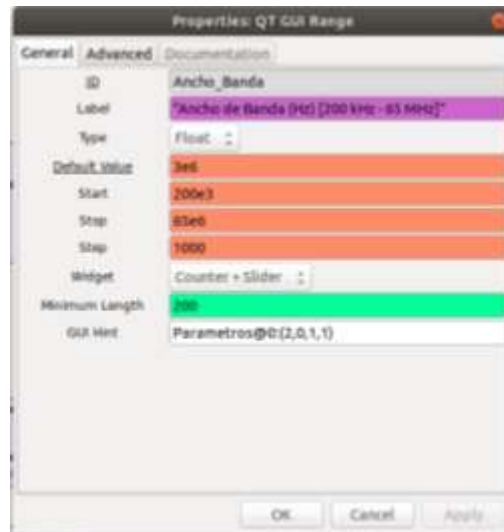 Properties: QT GUI Range
General Advanced Documentation
ID Ancho_Banda
Label "Ancho de Banda (Hz) [200 kHz - 65 MHz]"
Type Float
Default Value 3e6
Start 200e3
Stop 65e6
Step 1000
Widget Counter + Slider
Minimum Length 200
GUI Hint Parametros@0:(2,0,1,1)
OK Cancel Apply